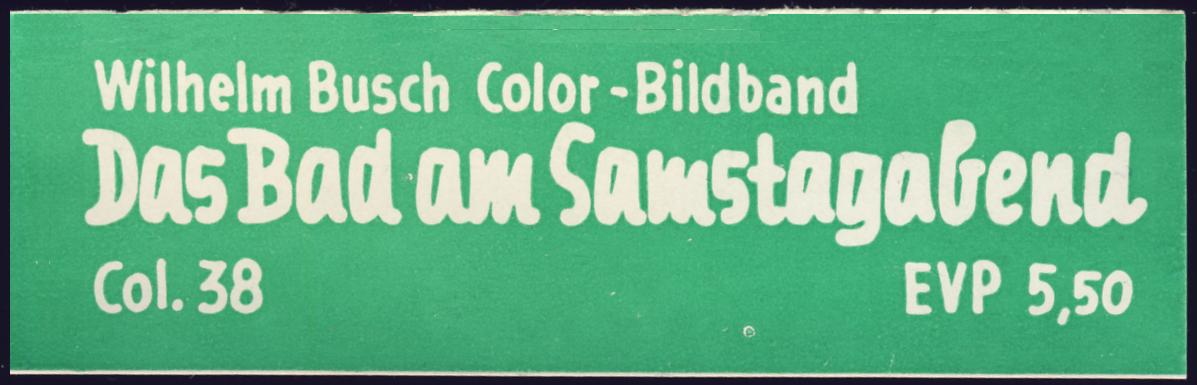 Wilhelm Busch Color-Bildband
Das Bad am Samstagabend
Col. 38
EVP 5,50